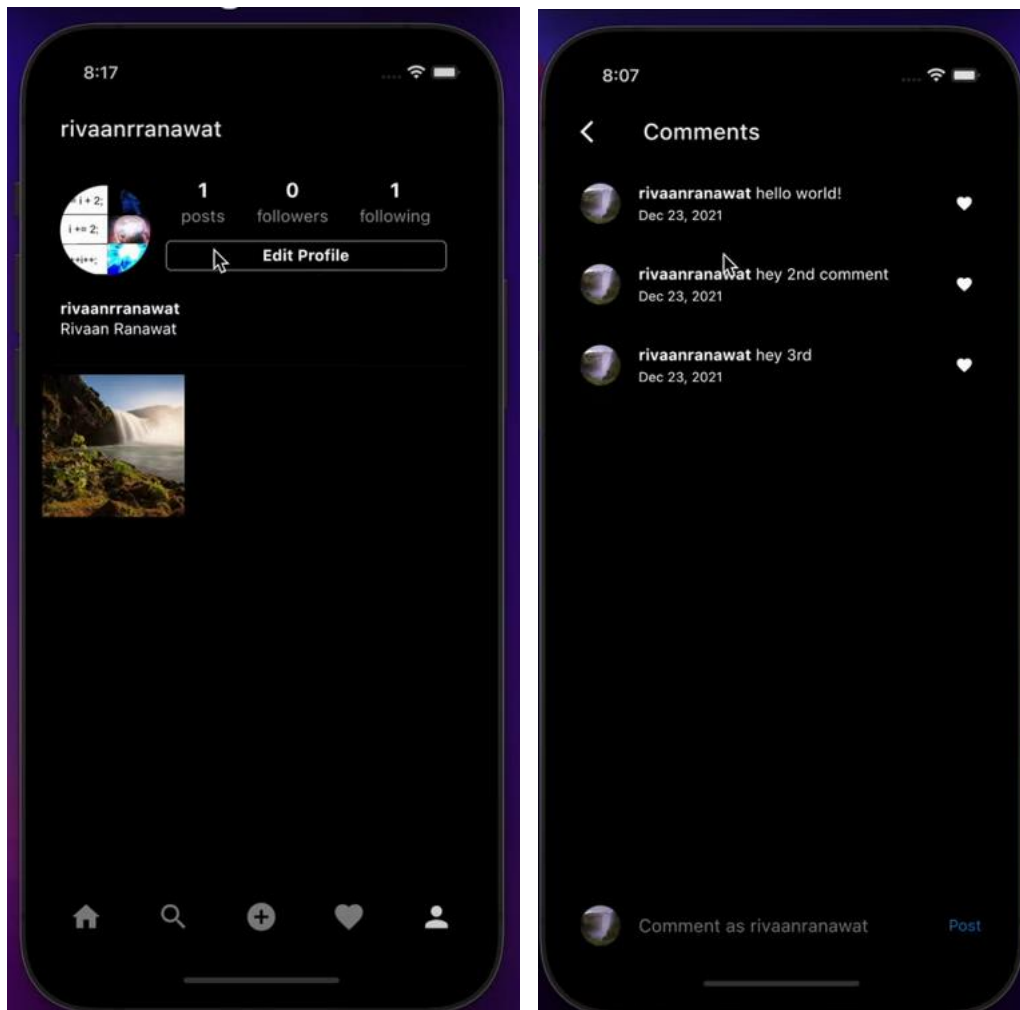 8:17
rivaanrranawat
1 0 1
posts followers following
Edit Profile
rivaanrranawat
Rivaan Ranawat
i + 2;
i += 2;
8:07
Comments
rivaanranawat hello world!
Dec 23, 2021
rivaanranawat hey 2nd comment
Dec 23, 2021
rivaanranawat hey 3rd
Dec 23, 2021
Comment as rivaanranawat Post